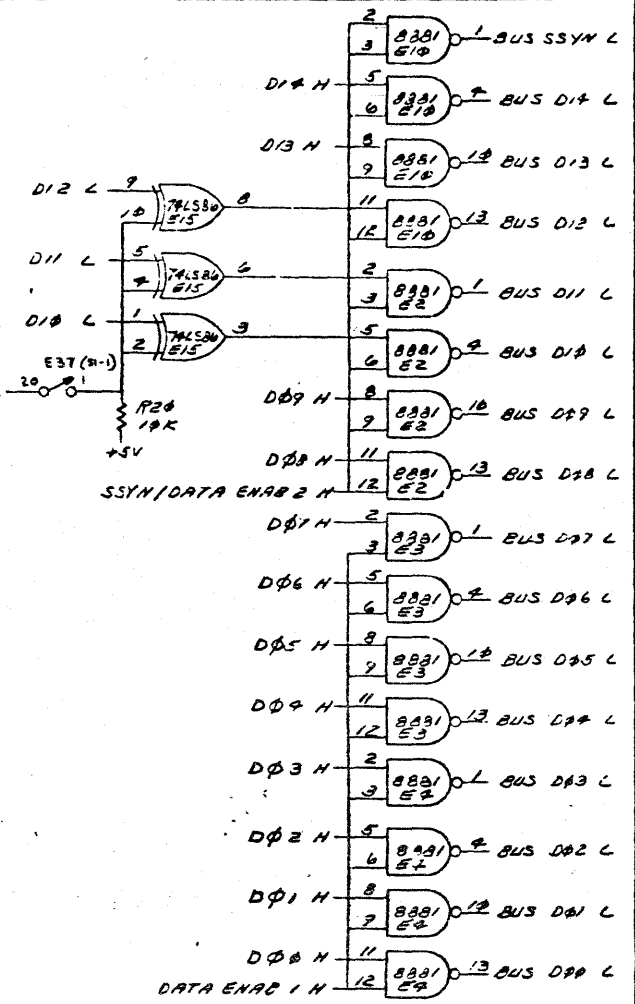 2 8881 1 BUS SSYN L
3 E1Ø
D14 H 5 8881 4 BUS D14 L
6 E1Ø
D13 H 8 8881 1Ø BUS D13 L
9 E1Ø
D12 L 9 74LS86 8 11 8881 13 BUS D12 L
1Ø E15 12 E1Ø
D11 L 5 74LS86 6 2 8881 1 BUS D11 L
4 E15 3 E2
D1Ø L 1 74LS86 3 5 8881 4 BUS D1Ø L
2 E15 6 E2
E37 (S1-1)
20 1
R2Ø
1ØK
+5V
DØ9 H 8 8881 10 BUS DØ9 L
9 E2
DØ8 H 11 8881 13 BUS DØ8 L
SSYN/DATA ENAB 2 H 12 E2
DØ7 H 2 8881 1 BUS DØ7 L
3 E3
DØ6 H 5 8881 4 BUS DØ6 L
6 E3
DØ5 H 8 8881 1Ø BUS DØ5 L
9 E3
DØ4 H 11 8881 13 BUS DØ4 L
12 E3
DØ3 H 2 8881 1 BUS DØ3 L
3 E4
DØ2 H 5 8881 4 BUS DØ2 L
6 E4
DØ1 H 8 8881 1Ø BUS DØ1 L
9 E4
DØØ H 11 8881 13 BUS DØØ L
DATA ENAB 1 H 12 E4